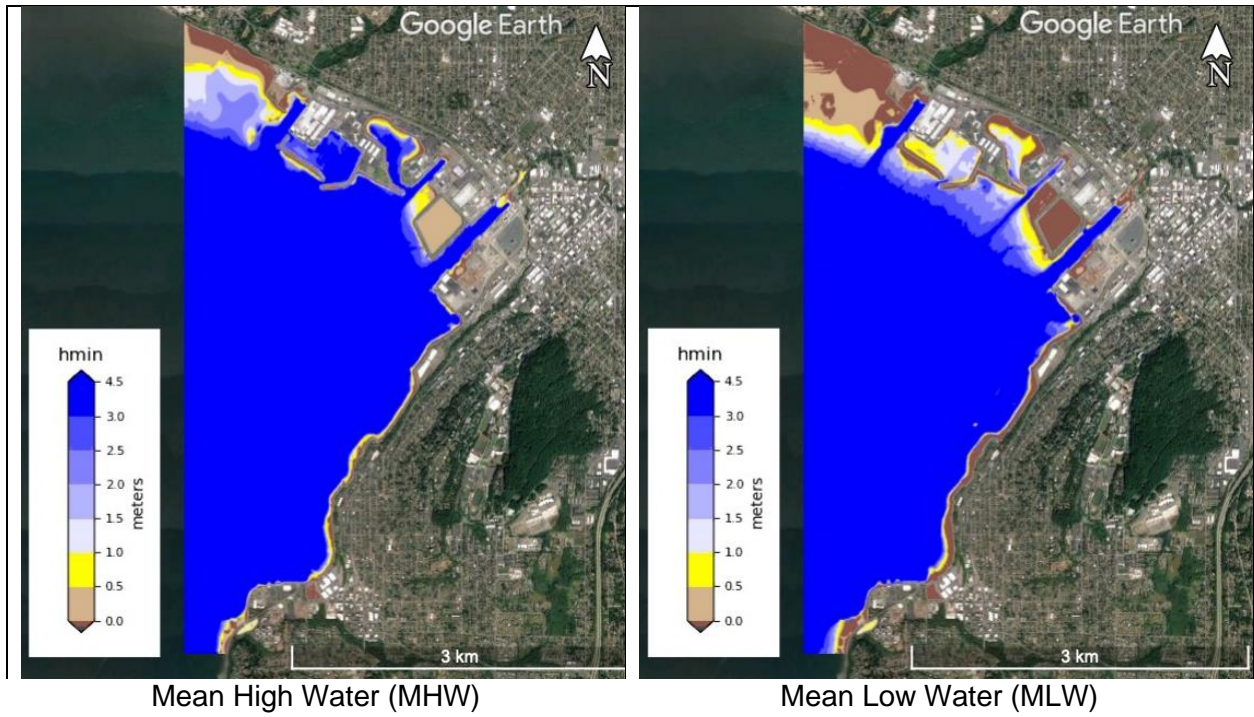 Google Earth
N
hmin
4.5
3.0
2.5
2.0
1.5
1.0
0.5
0.0
meters
3 km
Mean High Water (MHW)
Google Earth
N
hmin
4.5
3.0
2.5
2.0
1.5
1.0
0.5
0.0
meters
3 km
Mean Low Water (MLW)